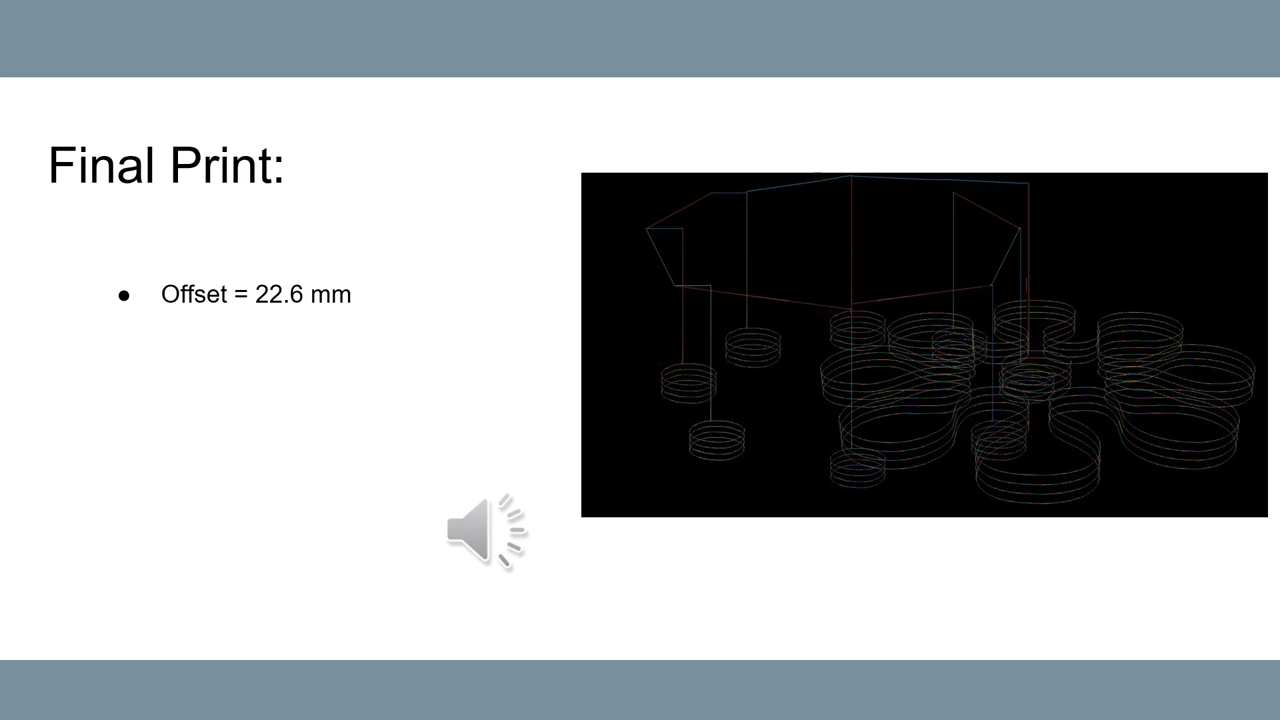 Final Print:
● Offset = 22.6 mm